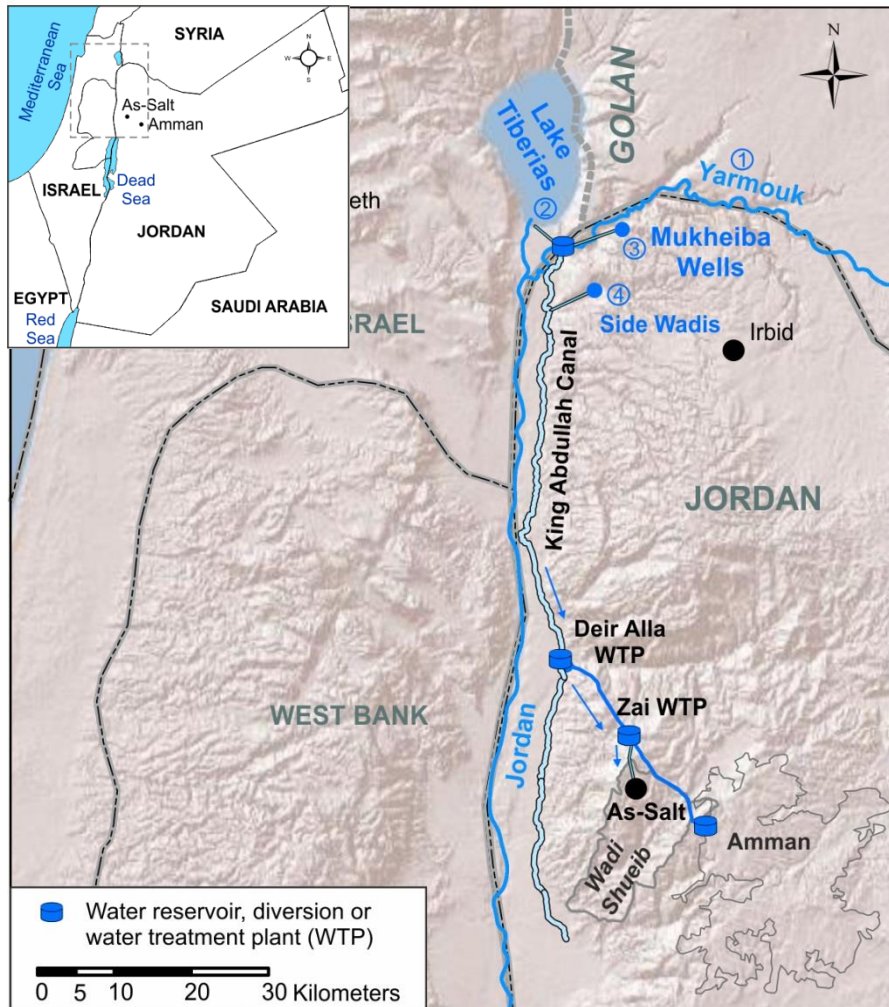 SYRIA
Mediterranean
Sea
N
W
E
S
As-Salt
Amman
ISRAEL
Dead
Sea
JORDAN
EGYPT
Red
Sea
SAUDI ARABIA
N
GOLAN
Lake
Tiberias
1
Yarmouk
eth
2
3
Mukheiba
Wells
4
Side Wadis
SRAEL
Irbid
King Abdullah Canal
JORDAN
Deir Alla
WTP
Zai WTP
WEST BANK
Jordan
As-Salt
Amman
Wadi
Shueib
Water reservoir, diversion or
water treatment plant (WTP)
0 5 10 20 30 Kilometers